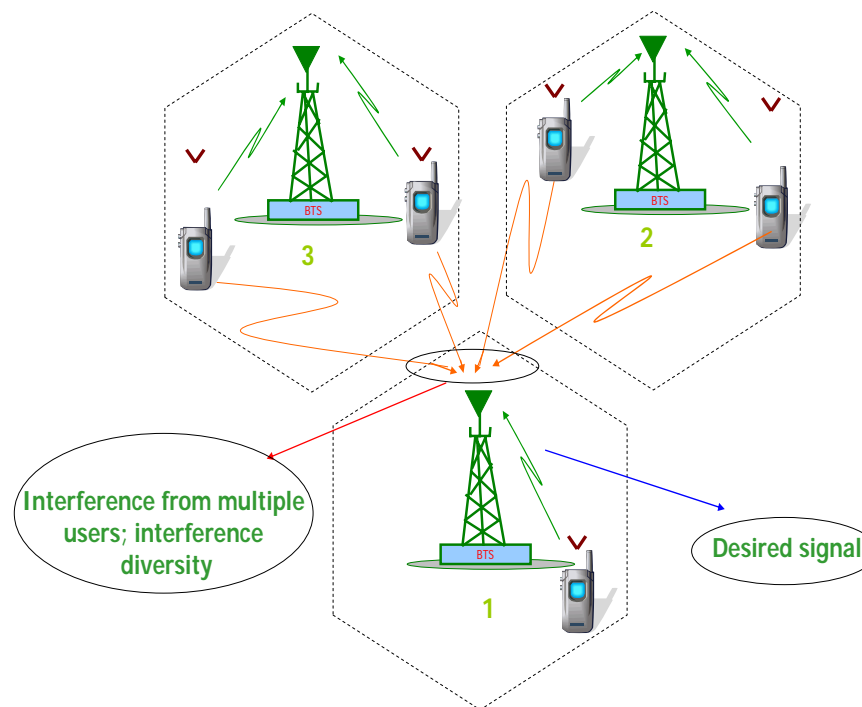 BTS
3
BTS
2
Interference from multiple
users; interference
diversity
BTS
1
Desired signal